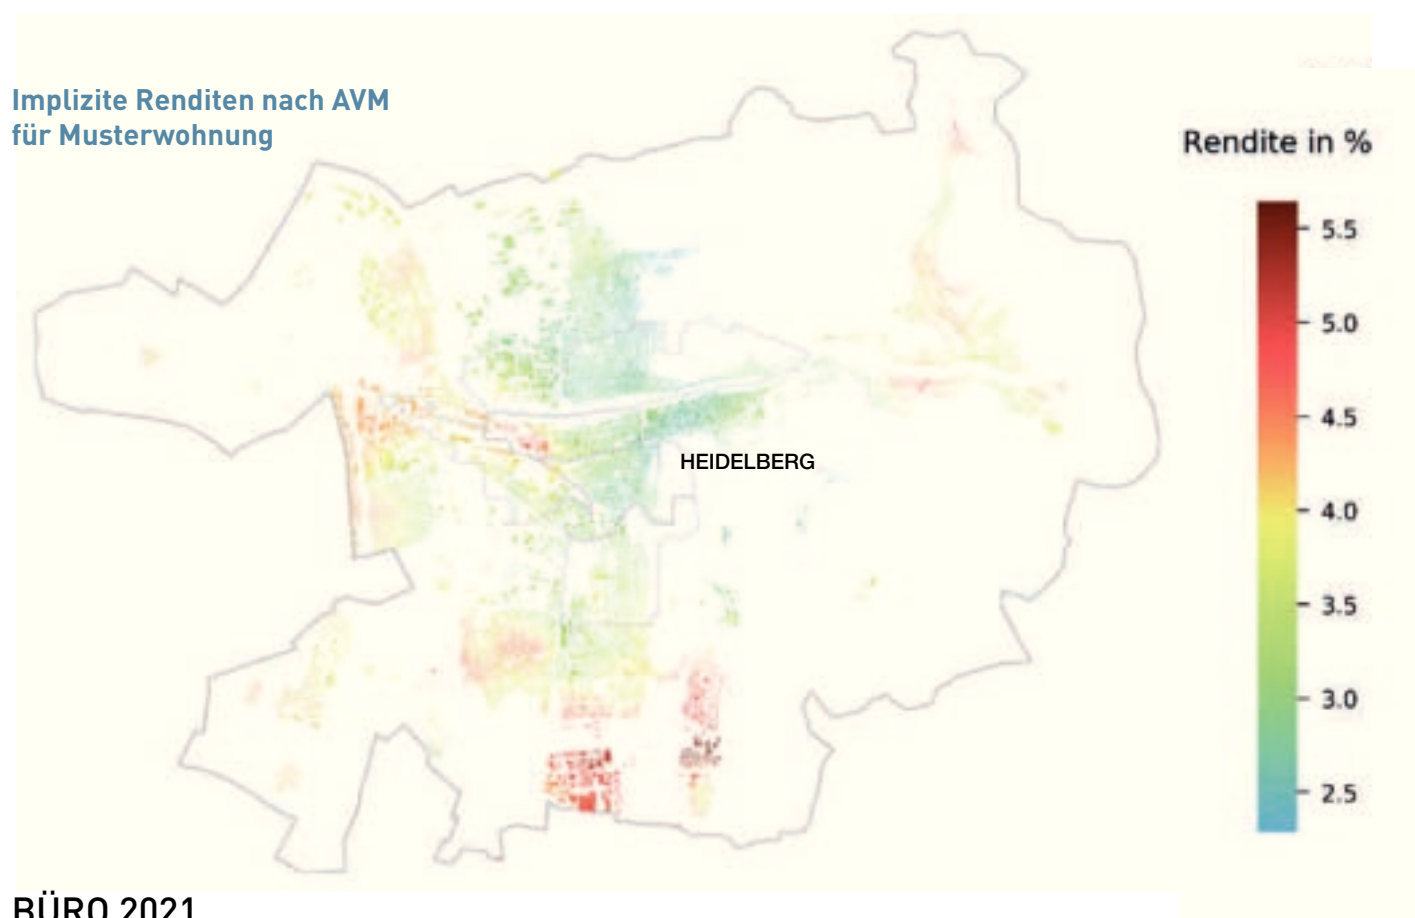 Implizite Renditen nach AVM
für Musterwohnung
Rendite in %
5.5
5.0
4.5
4.0
3.5
3.0
2.5
HEIDELBERG
BÜRO 2021